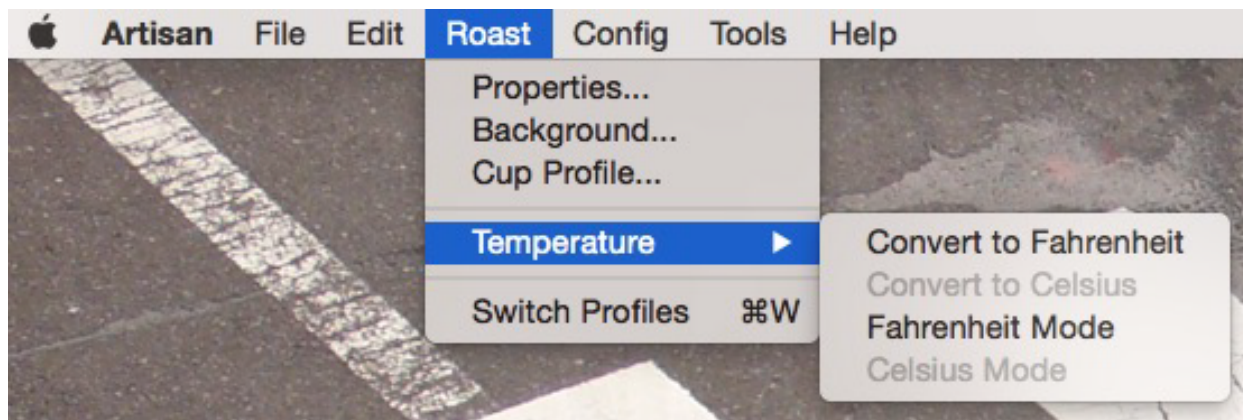 Artisan File Edit Roast Config Tools Help
Properties...
Background...
Cup Profile...
Temperature ▶
Convert to Fahrenheit
Convert to Celsius
Fahrenheit Mode
Celsius Mode
Switch Profiles ⌘W